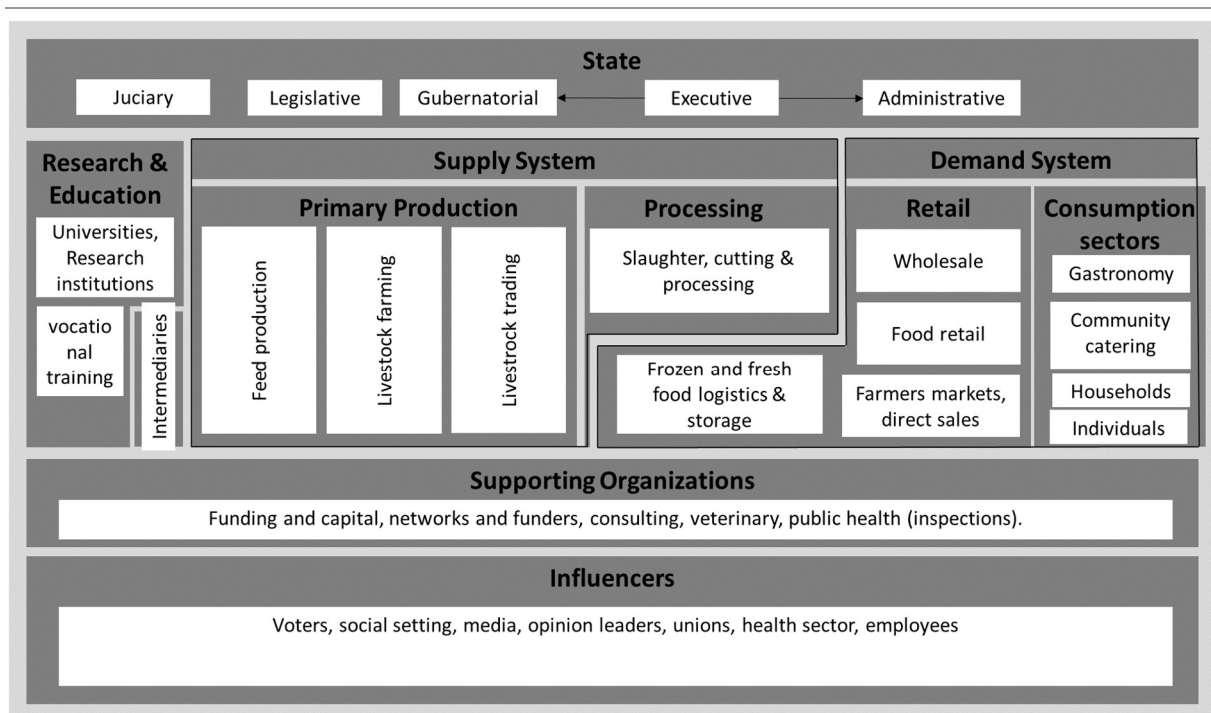 State
Juciary
Legislative
Gubernatorial
Executive
Administrative
Research &
Education
Universities,
Research
institutions
vocatio
nal
training
Intermediaries
Supply System
Primary Production
Feed production
Livestock farming
Livestrock trading
Processing
Slaughter, cutting &
processing
Frozen and fresh
food logistics &
storage
Demand System
Retail
Wholesale
Food retail
Farmers markets,
direct sales
Consumption
sectors
Gastronomy
Community
catering
Households
Individuals
Supporting Organizations
Funding and capital, networks and funders, consulting, veterinary, public health (inspections).
Influencers
Voters, social setting, media, opinion leaders, unions, health sector, employees